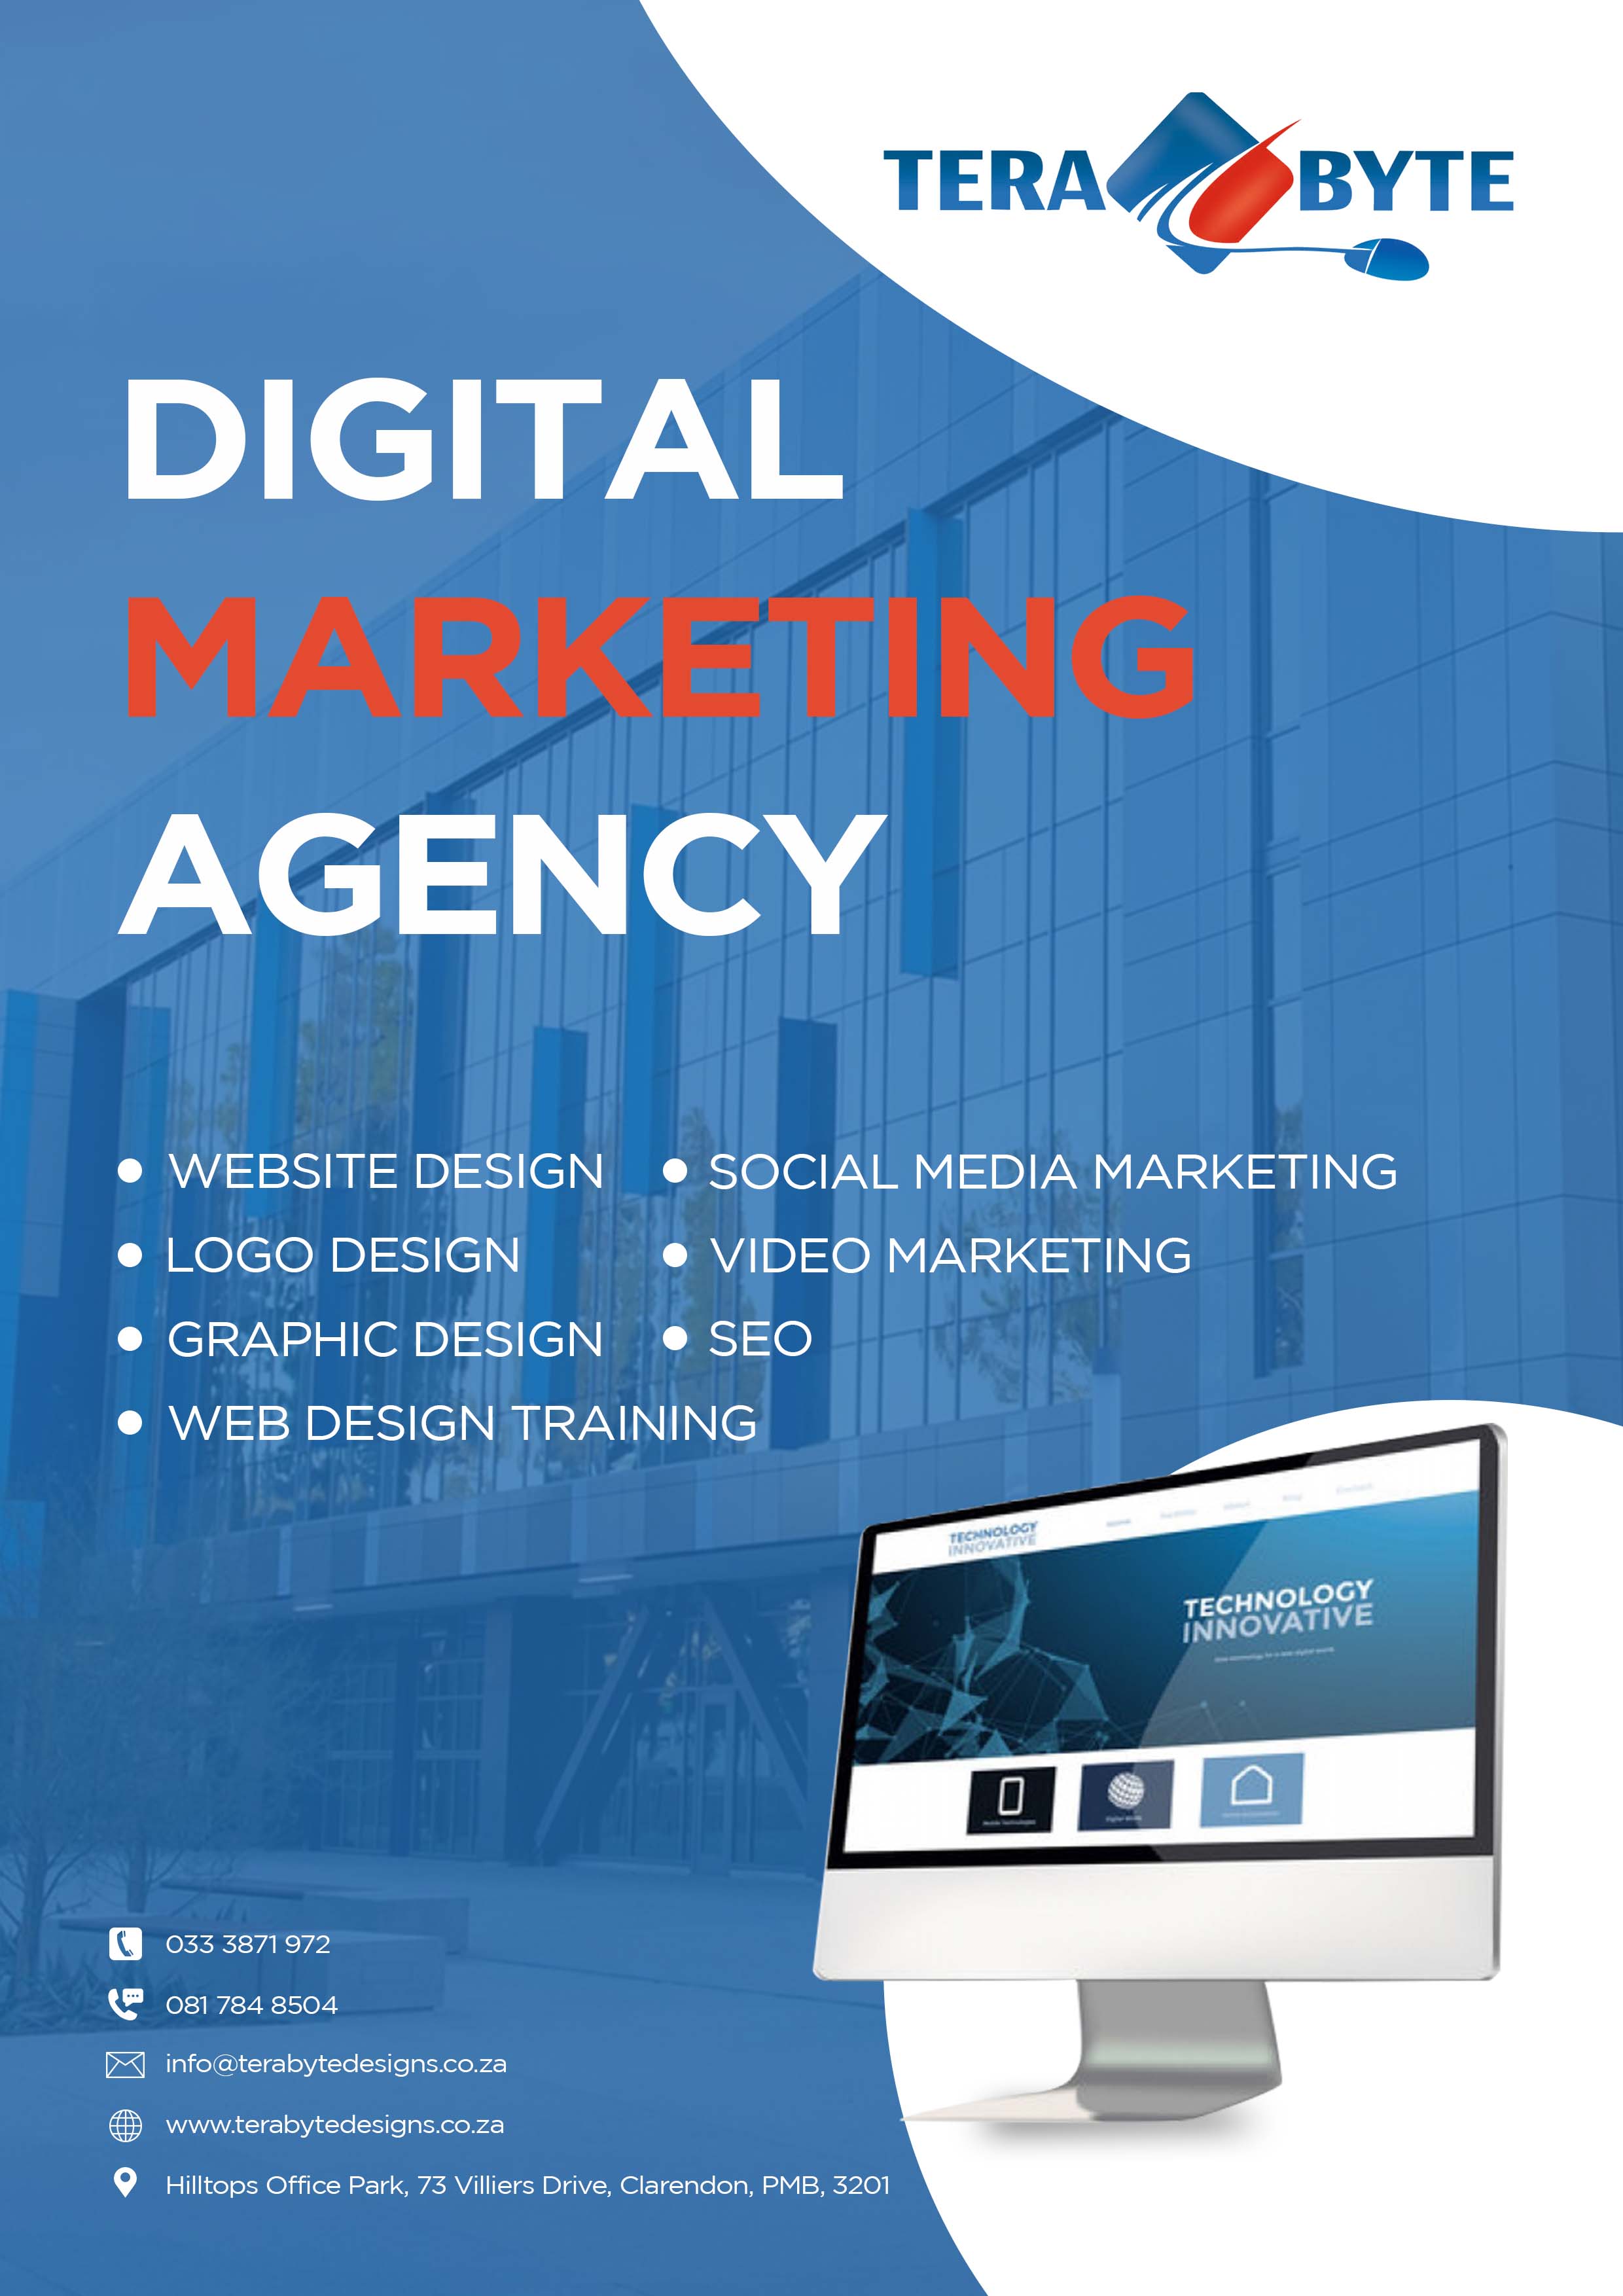 TERA BYTE
DIGITAL
MARKETING
AGENCY
WEBSITE DESIGN
LOGO DESIGN
GRAPHIC DESIGN
WEB DESIGN TRAINING
SOCIAL MEDIA MARKETING
VIDEO MARKETING
SEO
TECHNOLOGY
INNOVATIVE
TECHNOLOGY
INNOVATIVE
033 3871 972
081 784 8504
info@terabytedesigns.co.za
www.terabytedesigns.co.za
Hilltops Office Park, 73 Villiers Drive, Clarendon, PMB, 3201